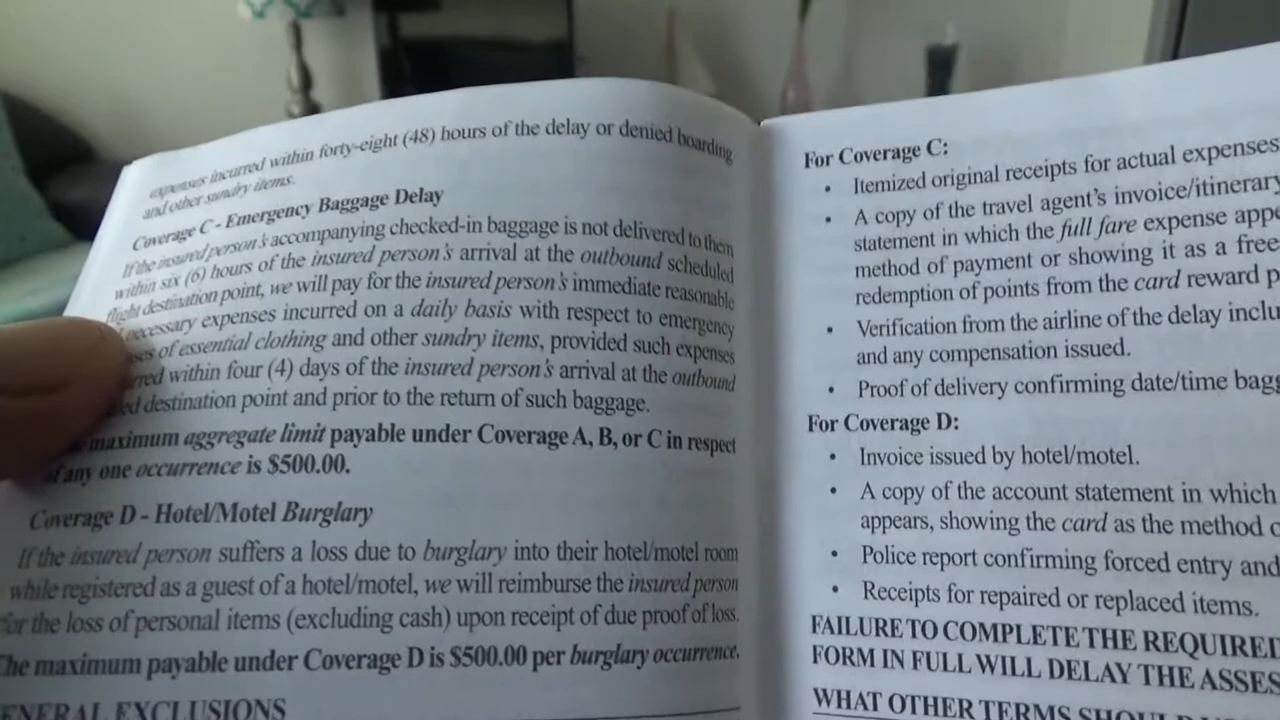 expenses incurred within forty-eight (48) hours of the delay or denied boarding
and other sundry items.
Coverage C - Emergency Baggage Delay
If the insured person's accompanying checked-in baggage is not delivered to them
within six (6) hours of the insured person's arrival at the outbound scheduled
flight destination point, we will pay for the insured person's immediate reasonable
necessary expenses incurred on a daily basis with respect to emergency
ses of essential clothing and other sundry items, provided such expenses
red within four (4) days of the insured person's arrival at the outbound
ed destination point and prior to the return of such baggage.
maximum aggregate limit payable under Coverage A, B, or C in respect
of any one occurrence is $500.00.
Coverage D - Hotel/Motel Burglary
If the insured person suffers a loss due to burglary into their hotel/motel room
while registered as a guest of a hotel/motel, we will reimburse the insured person
for the loss of personal items (excluding cash) upon receipt of due proof of loss.
The maximum payable under Coverage D is $500.00 per burglary occurrence.
ENERAL EXCLUSIONS
For Coverage C:
• Itemized original receipts for actual expenses
• A copy of the travel agent's invoice/itinerary
statement in which the full fare expense appe
method of payment or showing it as a free
redemption of points from the card reward p
• Verification from the airline of the delay inclu
and any compensation issued.
• Proof of delivery confirming date/time bagg
For Coverage D:
• Invoice issued by hotel/motel.
• A copy of the account statement in which
appears, showing the card as the method o
• Police report confirming forced entry and
• Receipts for repaired or replaced items.
FAILURE TO COMPLETE THE REQUIRED
FORM IN FULL WILL DELAY THE ASSES
WHAT OTHER TERMS SHOU